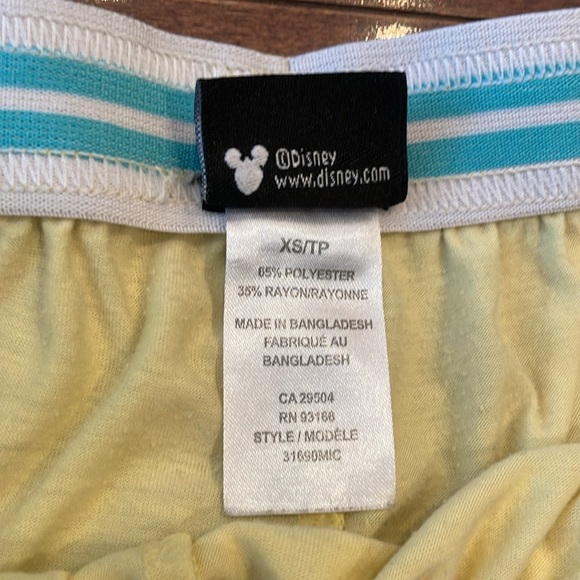 ©Disney
www.disney.com
XS/TP
65% POLYESTER
35% RAYON/RAYONNE
MADE IN BANGLADESH
FABRIQUÉ AU
BANGLADESH
CA 29504
RN 93166
STYLE / MODÈLE
31690MIC